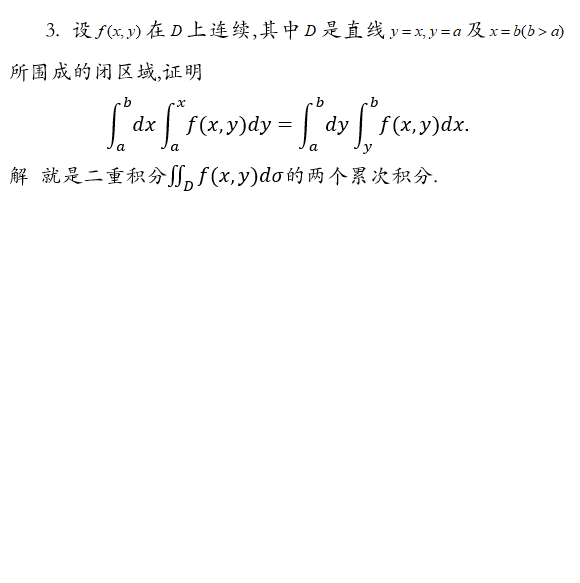 3. 设 f(x, y) 在 D 上连续,其中 D 是直线 y = x, y = a 及 x = b(b > a)
所围成的闭区域,证明
∫_a^b dx ∫_a^x f(x,y)dy = ∫_a^b dy ∫_y^b f(x,y)dx.
解 就是二重积分∬_D f(x,y)dσ的两个累次积分.